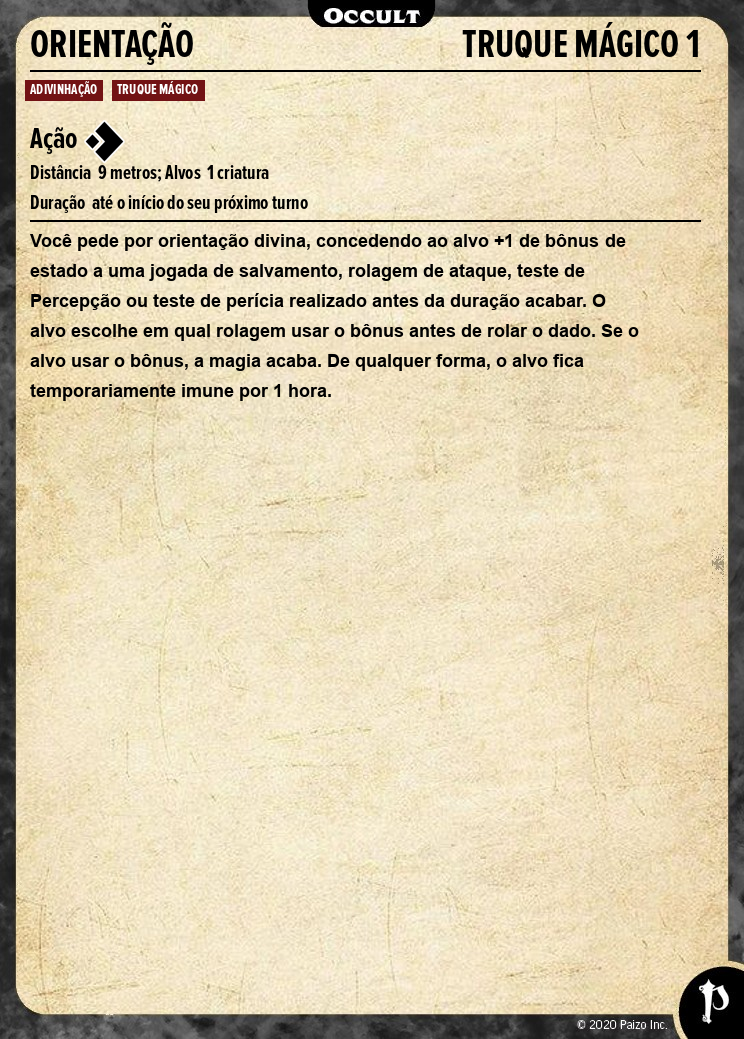 Occult
ORIENTAÇÃO TRUQUE MÁGICO 1
ADIVINHAÇÃO TRUQUE MÁGICO
Ação
Distância 9 metros; Alvos 1 criatura
Duração até o início do seu próximo turno
Você pede por orientação divina, concedendo ao alvo +1 de bônus de
estado a uma jogada de salvamento, rolagem de ataque, teste de
Percepção ou teste de perícia realizado antes da duração acabar. O
alvo escolhe em qual rolagem usar o bônus antes de rolar o dado. Se o
alvo usar o bônus, a magia acaba. De qualquer forma, o alvo fica
temporariamente imune por 1 hora.
© 2020 Paizo Inc.
P